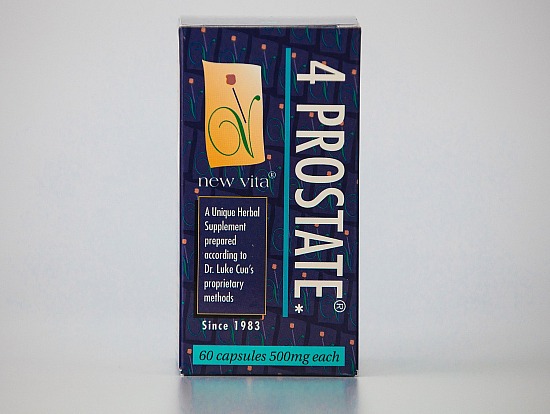 new vita®
A Unique Herbal
Supplement
prepared
according to
Dr. Luke Cua's
proprietary
methods
Since 1983
4 PROSTATE®*
60 capsules 500mg each